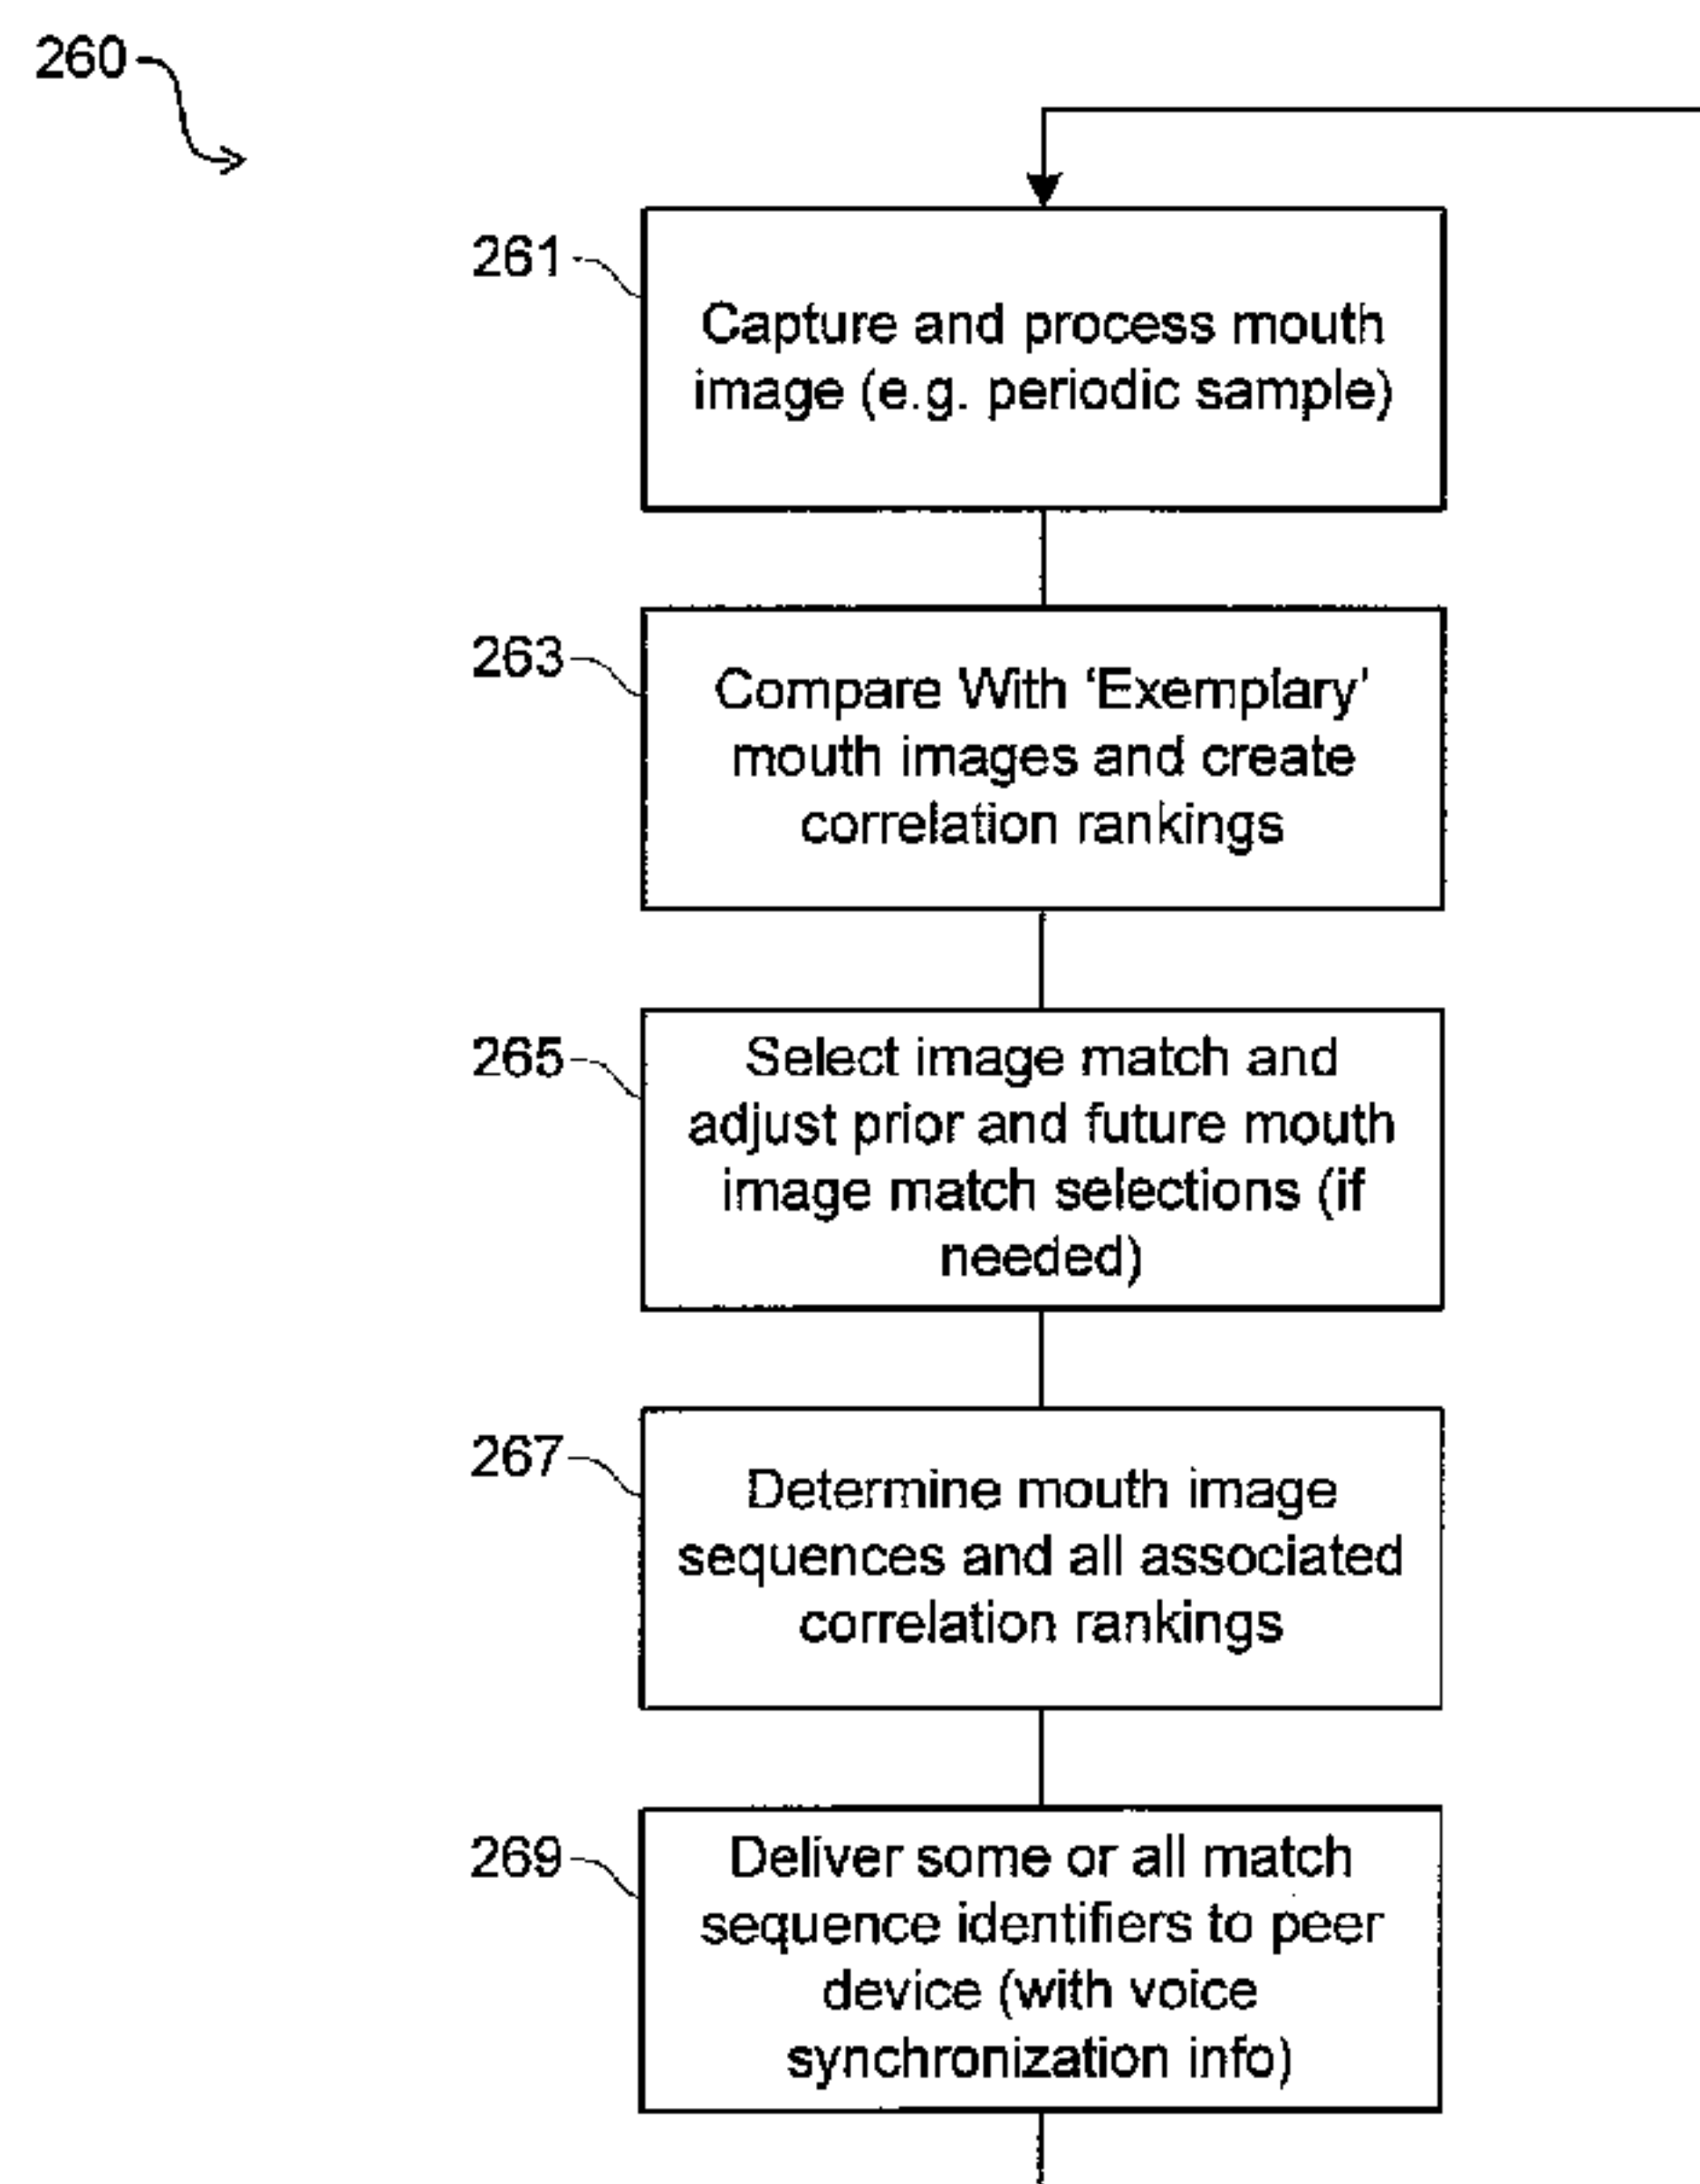 260
261
Capture and process mouth
image (e.g. periodic sample)
263
Compare With ‘Exemplary’
mouth images and create
correlation rankings
265
Select image match and
adjust prior and future mouth
image match selections (if
needed)
267
Determine mouth image
sequences and all associated
correlation rankings
269
Deliver some or all match
sequence identifiers to peer
device (with voice
synchronization info)